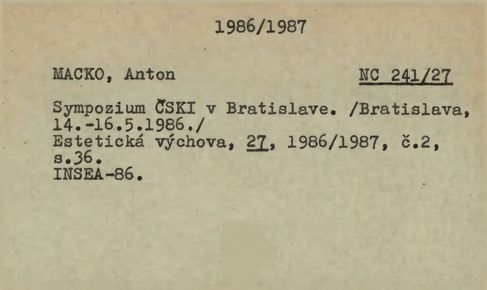 1986/1987
MACKO, Anton NC 241/27
Sympozium ČSKI v Bratislave. /Bratislava,
14.-16.5.1986./
Estetická výchova, 27, 1986/1987, č.2,
s.36.
INSEA-86.